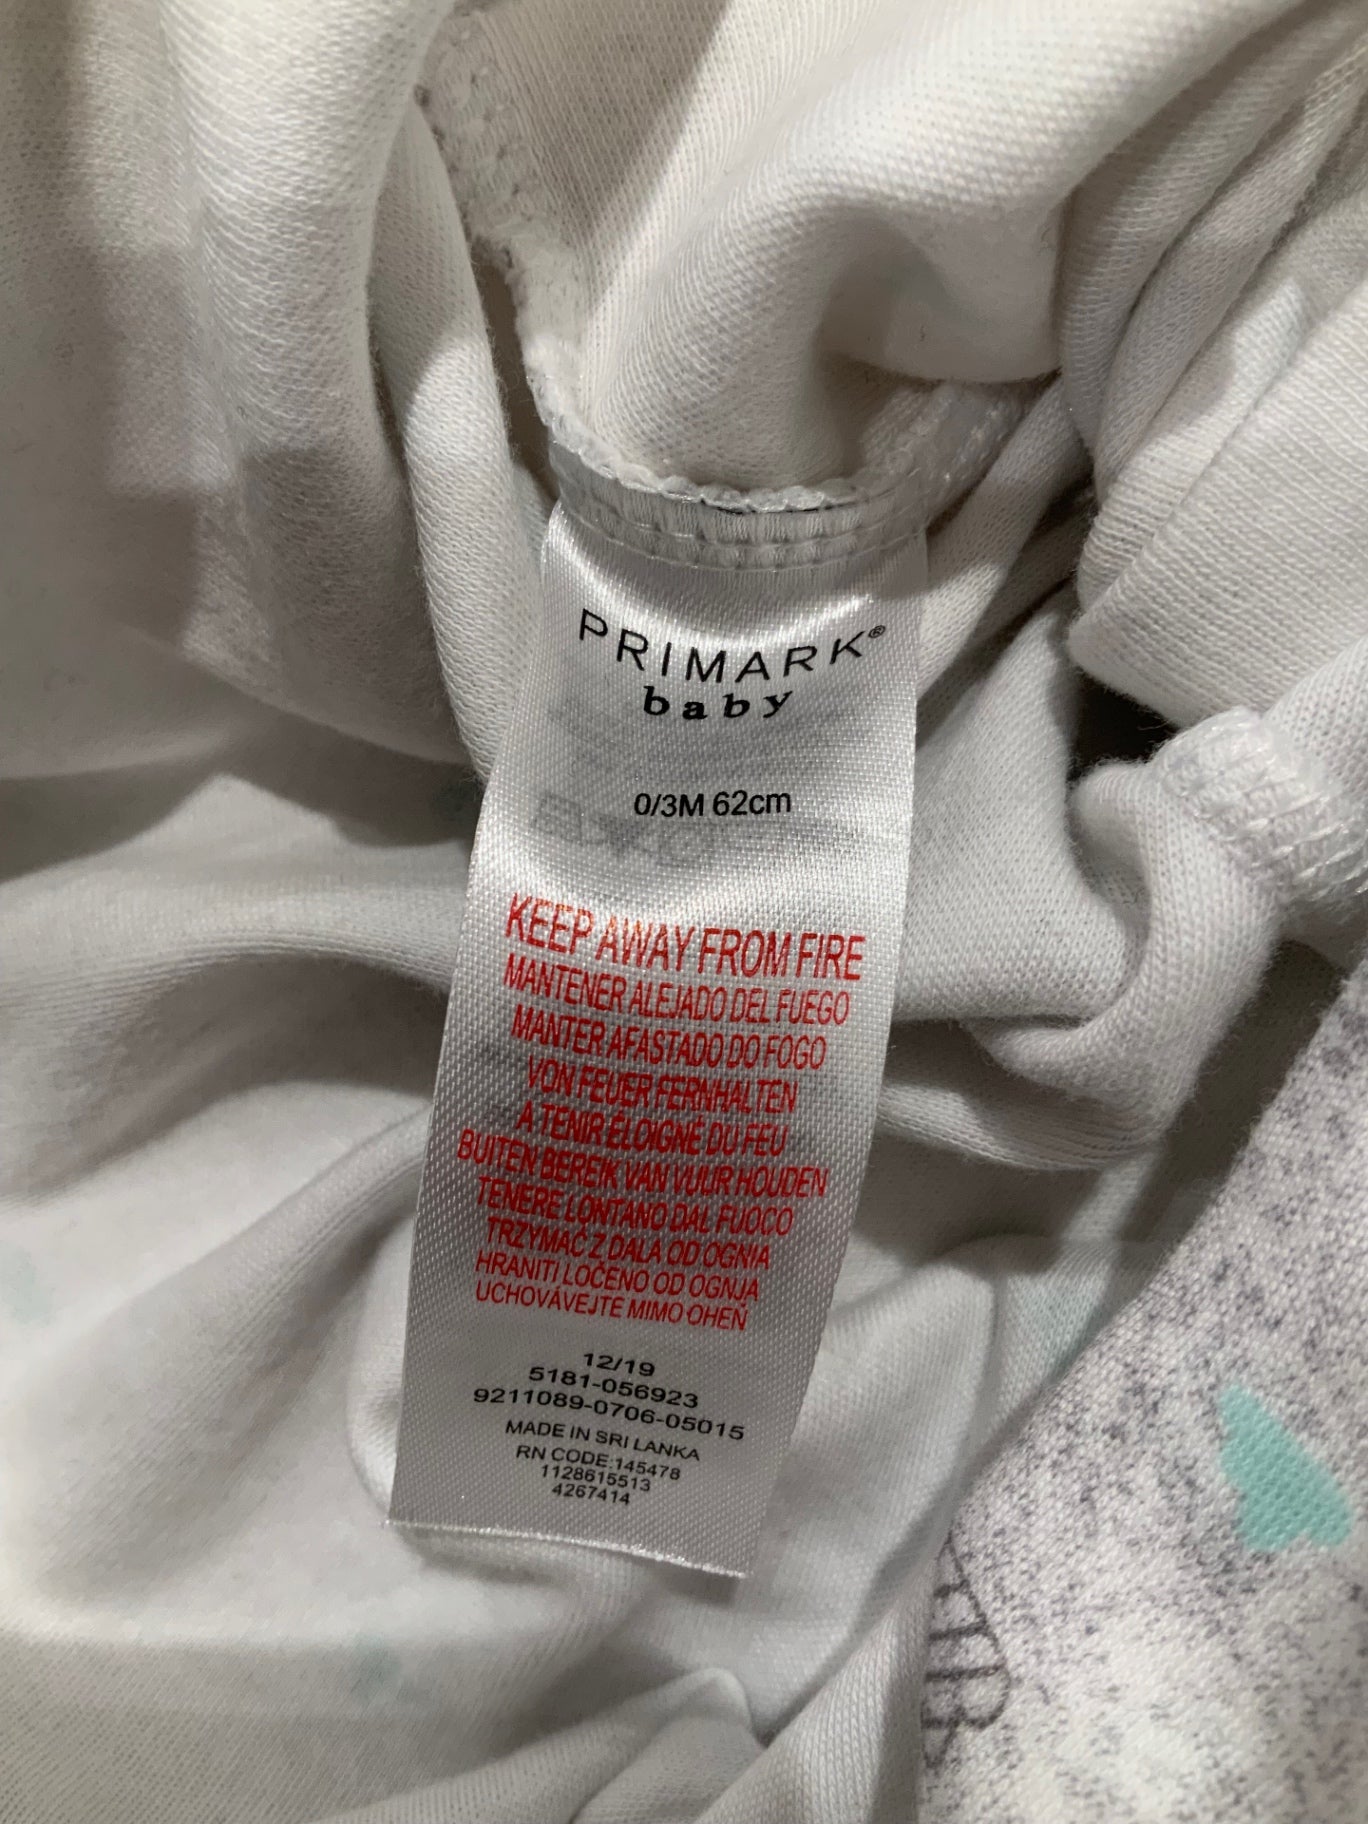 PRIMARK®
baby
0/3M 62cm
KEEP AWAY FROM FIRE
MANTENER ALEJADO DEL FUEGO
MANTER AFASTADO DO FOGO
VON FEUER FERNHALTEN
A TENIR ÉLOIGNÉ DU FEU
BUITEN BEREIK VAN VUUR HOUDEN
TENERE LONTANO DAL FUOCO
TRZYMAĆ Z DALA OD OGNIA
HRANITI LOČENO OD OGNJA
UCHOVÁVEJTE MIMO OHEŇ
12/19
5181-056923
9211089-0706-05015
MADE IN SRI LANKA
RN CODE:145478
1128615513
4267414